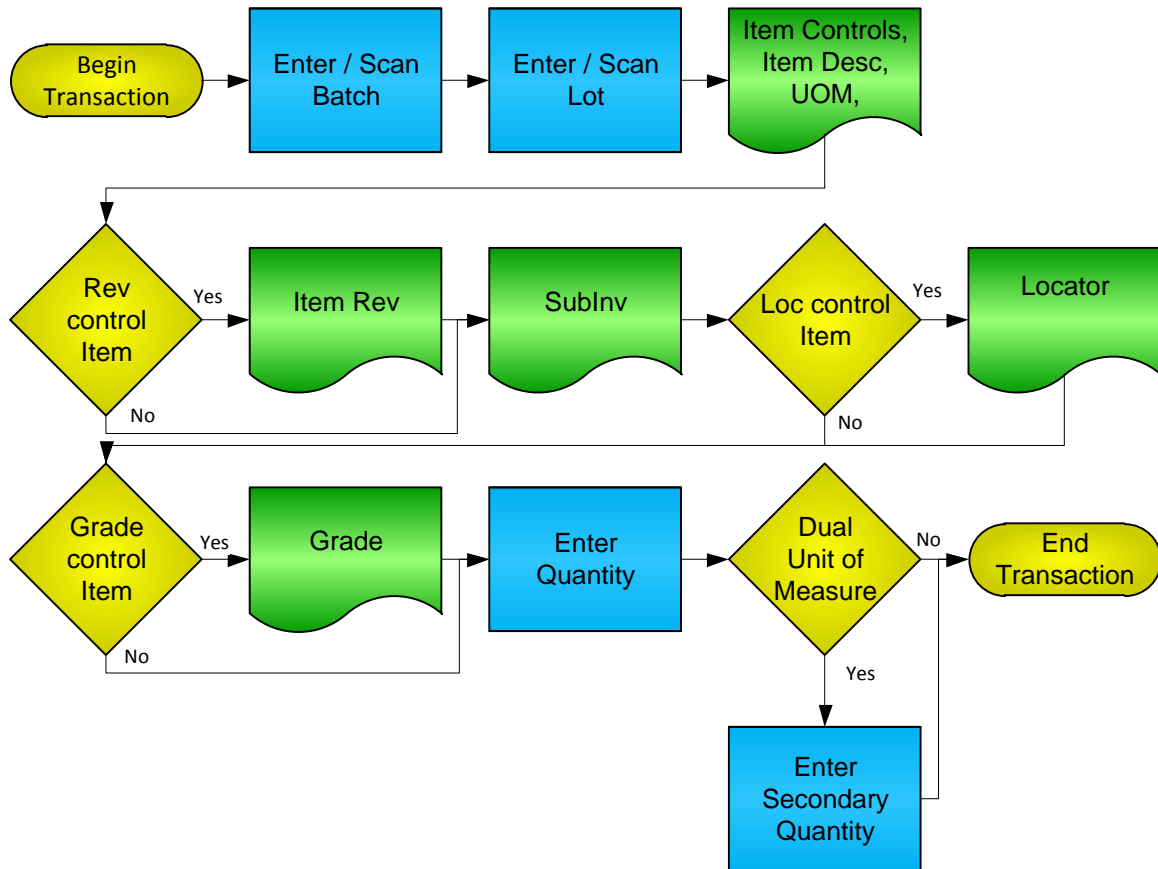 Begin
Transaction
Enter / Scan
Batch
Enter / Scan
Lot
Item Controls,
Item Desc,
UOM,
Rev
control
Item
Yes
No
Item Rev
SubInv
Loc control
Item
Yes
No
Locator
Grade
control
Item
Yes
No
Grade
Enter
Quantity
Dual
Unit of
Measure
No
Yes
End
Transaction
Enter
Secondary
Quantity